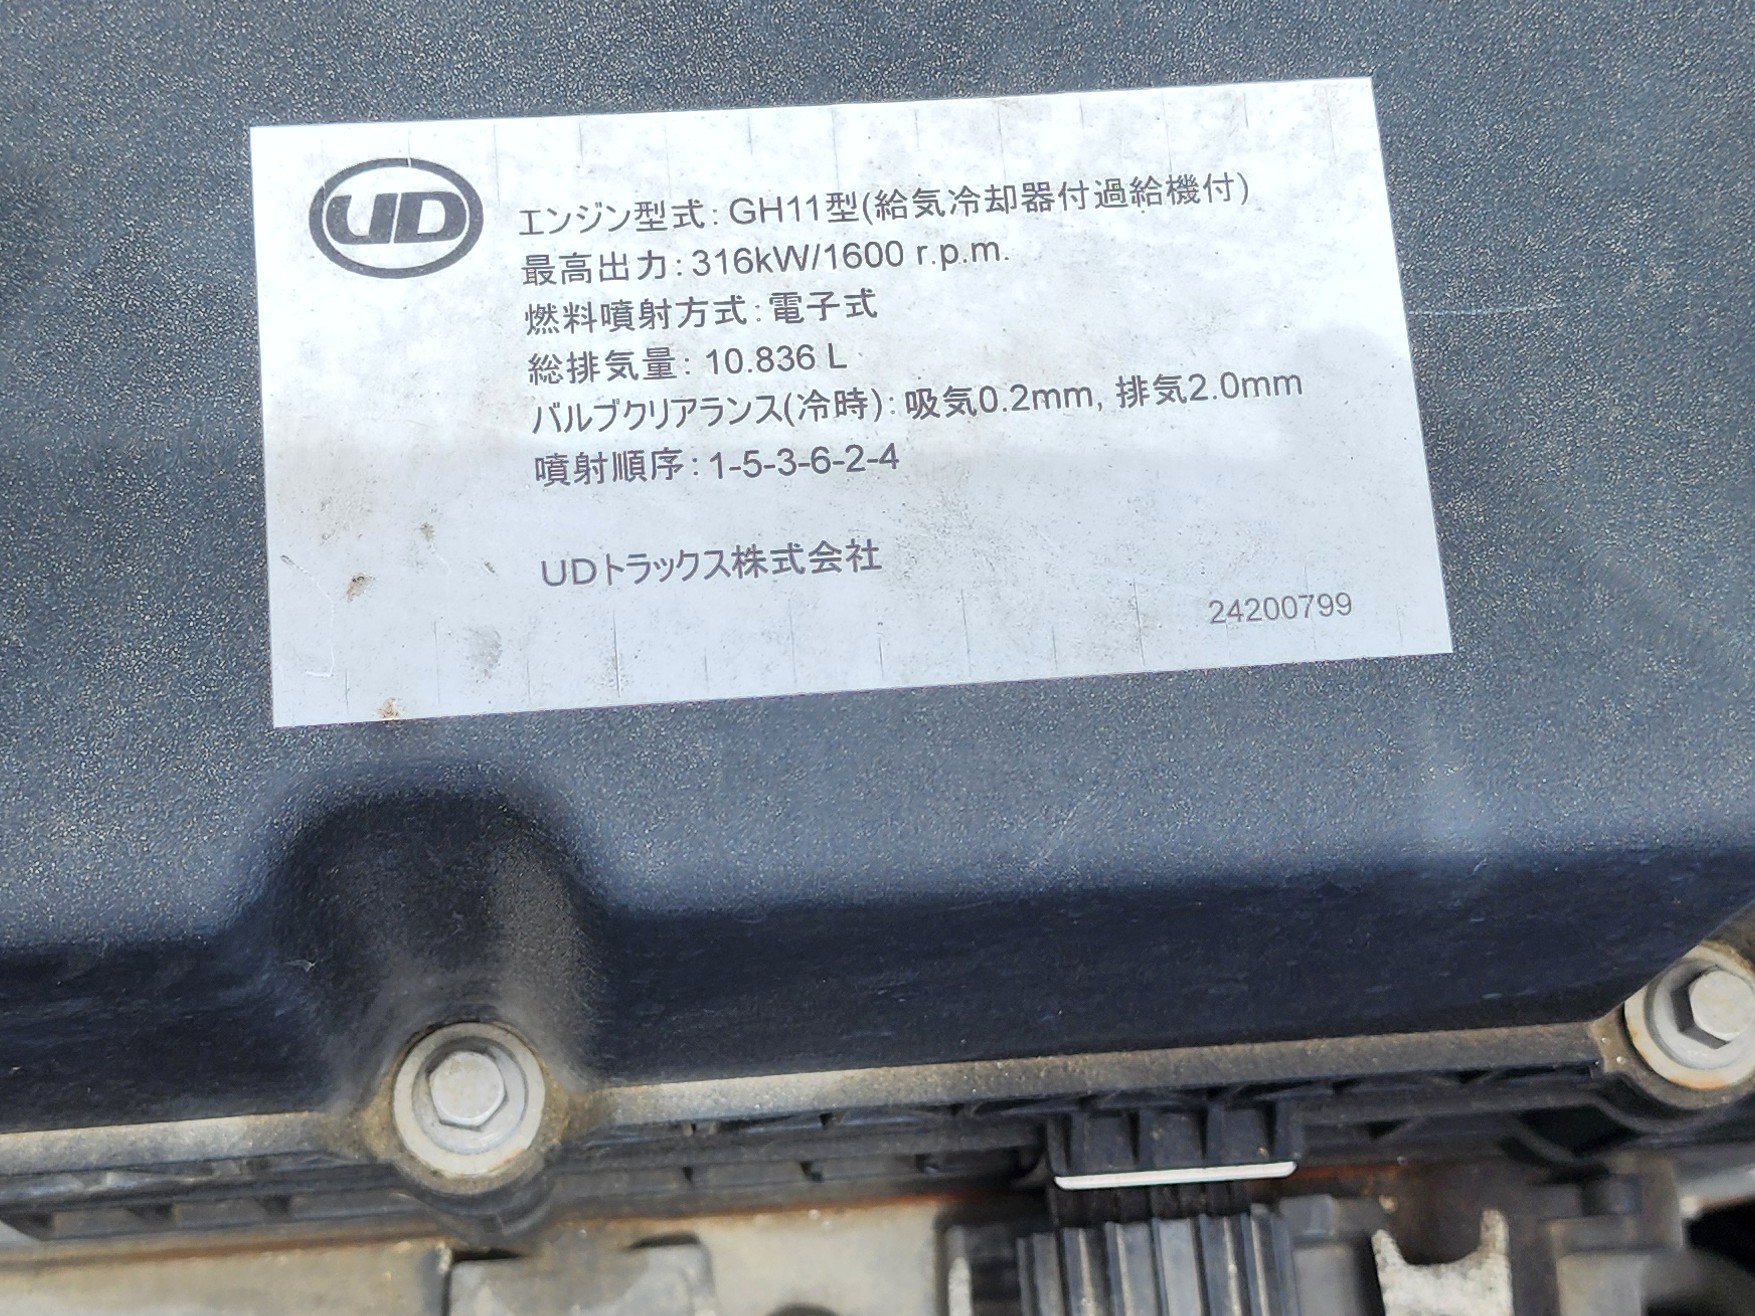 UD
エンジン型式: GH11型(給気冷却器付過給機付)
最高出力: 316kW/1600 r.p.m.
燃料噴射方式: 電子式
総排気量: 10.836 L
バルブクリアランス(冷時): 吸気0.2mm, 排気2.0mm
噴射順序: 1-5-3-6-2-4
UDトラックス株式会社
24200799